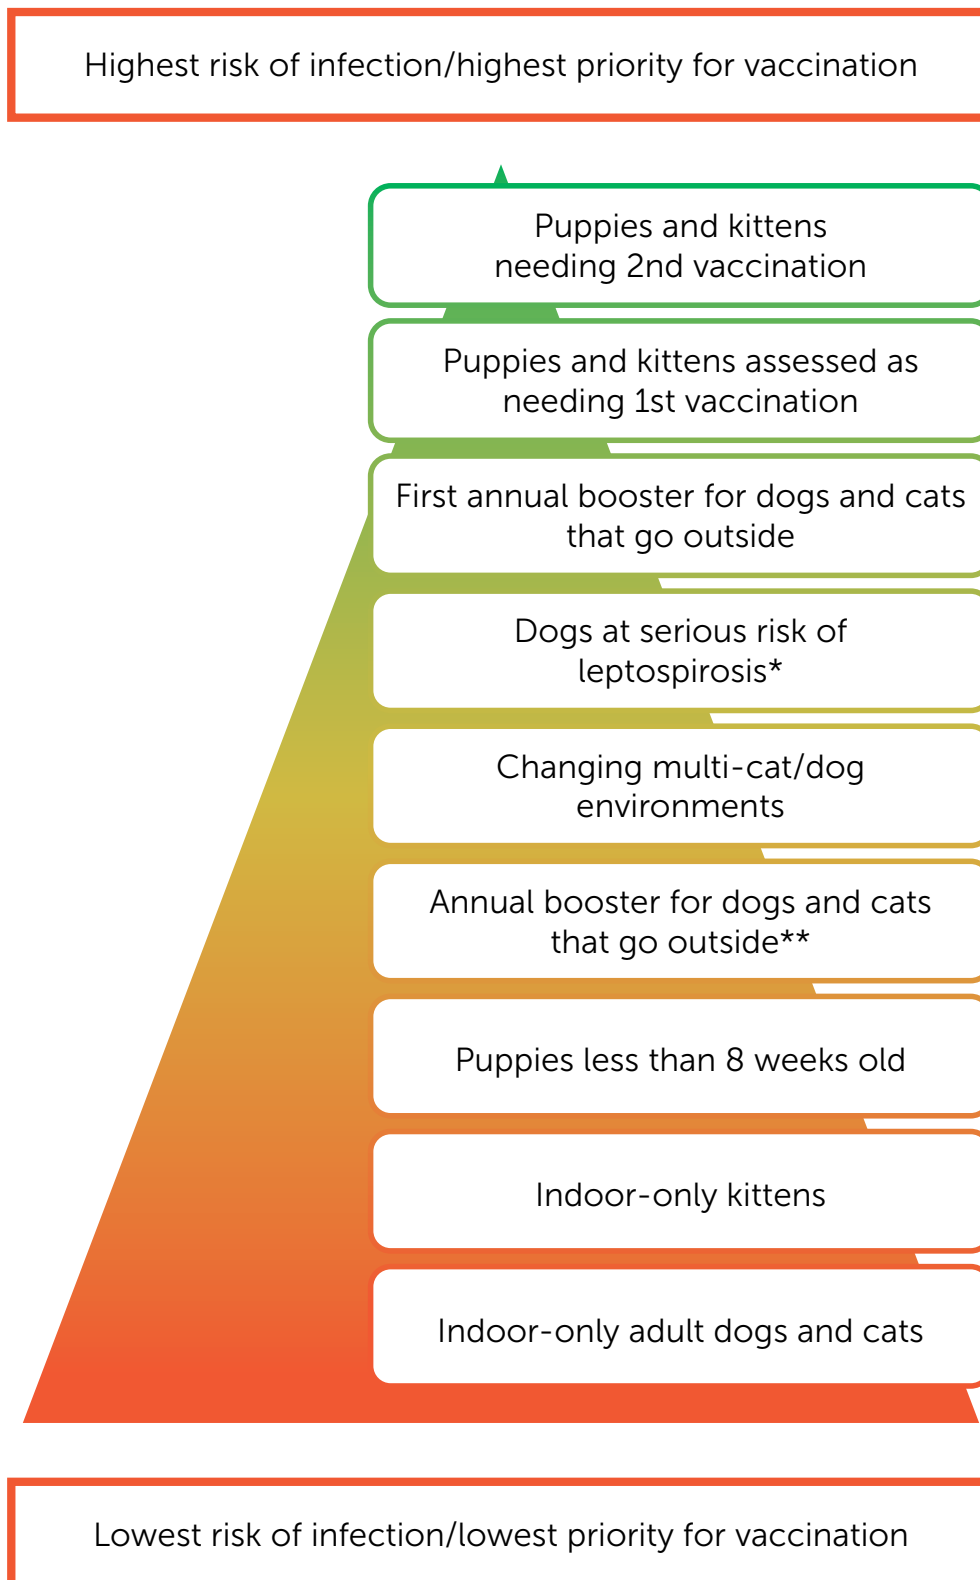 Highest risk of infection/highest priority for vaccination
Puppies and kittens
needing 2nd vaccination
Puppies and kittens assessed as
needing 1st vaccination
First annual booster for dogs and cats
that go outside
Dogs at serious risk of
leptospirosis*
Changing multi-cat/dog
environments
Annual booster for dogs and cats
that go outside**
Puppies less than 8 weeks old
Indoor-only kittens
Indoor-only adult dogs and cats
Lowest risk of infection/lowest priority for vaccination